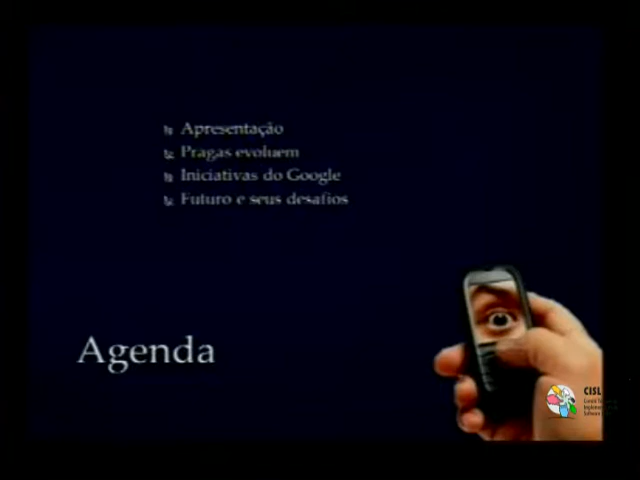 Apresentação
Pragas evoluem
Iniciativas do Google
Futuro e seus desafios
Agenda
CISL